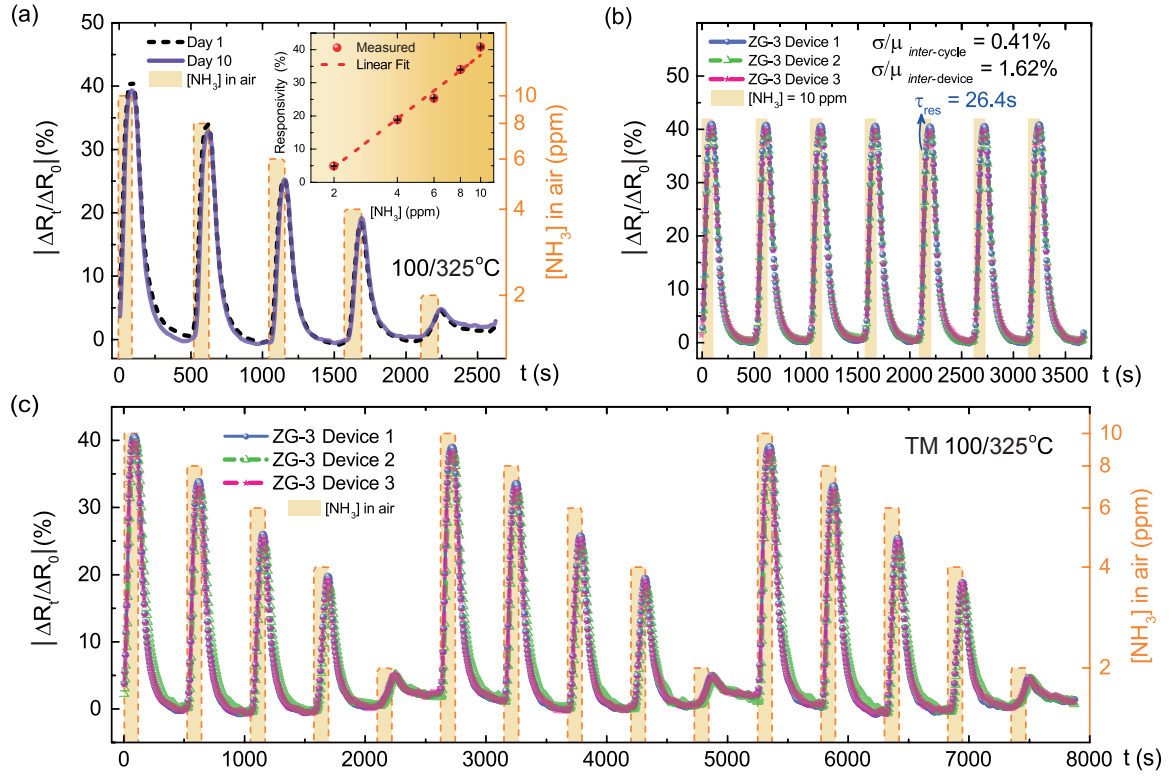 (a)
50
40
30
20
10
0
|ΔRt/ΔR0| (%)
Day 1
Day 10
[NH3] in air
Responsivity (%)
50
40
30
20
10
0
Measured
Linear Fit
2 4 6 8 10
[NH3] (ppm)
100/325°C
10
8
6
4
2
[NH3] in air (ppm)
0 500 1000 1500 2000 2500 t (s)
(b)
60
50
40
30
20
10
0
|ΔRt/ΔR0| (%)
ZG-3 Device 1
ZG-3 Device 2
ZG-3 Device 3
[NH3] = 10 ppm
σ/μ inter-cycle = 0.41%
σ/μ inter-device = 1.62%
τres = 26.4s
0 500 1000 1500 2000 2500 3000 3500 t (s)
(c)
40
30
20
10
0
|ΔRt/ΔR0| (%)
ZG-3 Device 1
ZG-3 Device 2
ZG-3 Device 3
[NH3] in air
TM 100/325°C
10
8
6
4
2
[NH3] in air (ppm)
0 1000 2000 3000 4000 5000 6000 7000 8000 t (s)